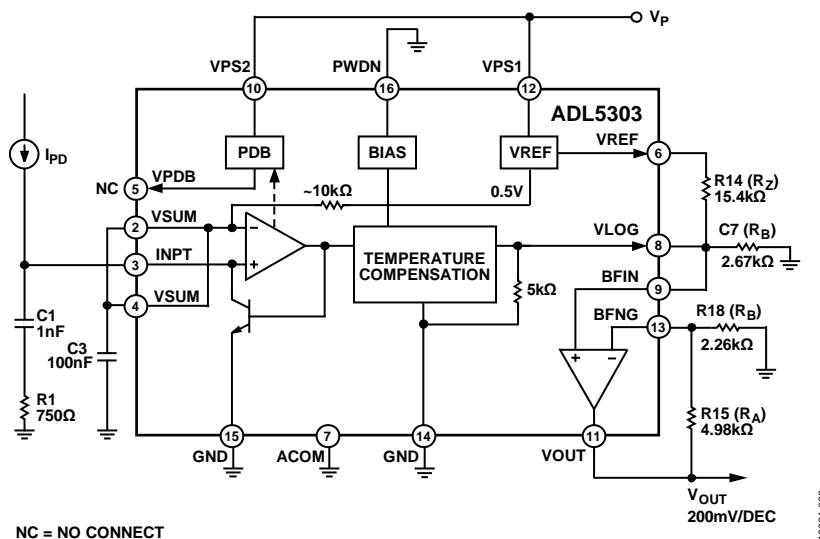 VP
VPS2
PWDN
VPS1
10
16
12
ADL5303
VREF
6
IPD
PDB
BIAS
VREF
R14 (RZ)
15.4kΩ
NC
5
VPDB
~10kΩ
0.5V
2
VSUM
VLOG
8
C7 (RB)
2.67kΩ
3
INPT
TEMPERATURE
COMPENSATION
5kΩ
BFIN
9
4
VSUM
BFNG
13
R18 (RB)
2.26kΩ
C1
1nF
C3
100nF
R1
750Ω
R15 (RA)
4.98kΩ
15
7
14
11
GND
ACOM
GND
VOUT
VOUT
200mV/DEC
NC = NO CONNECT